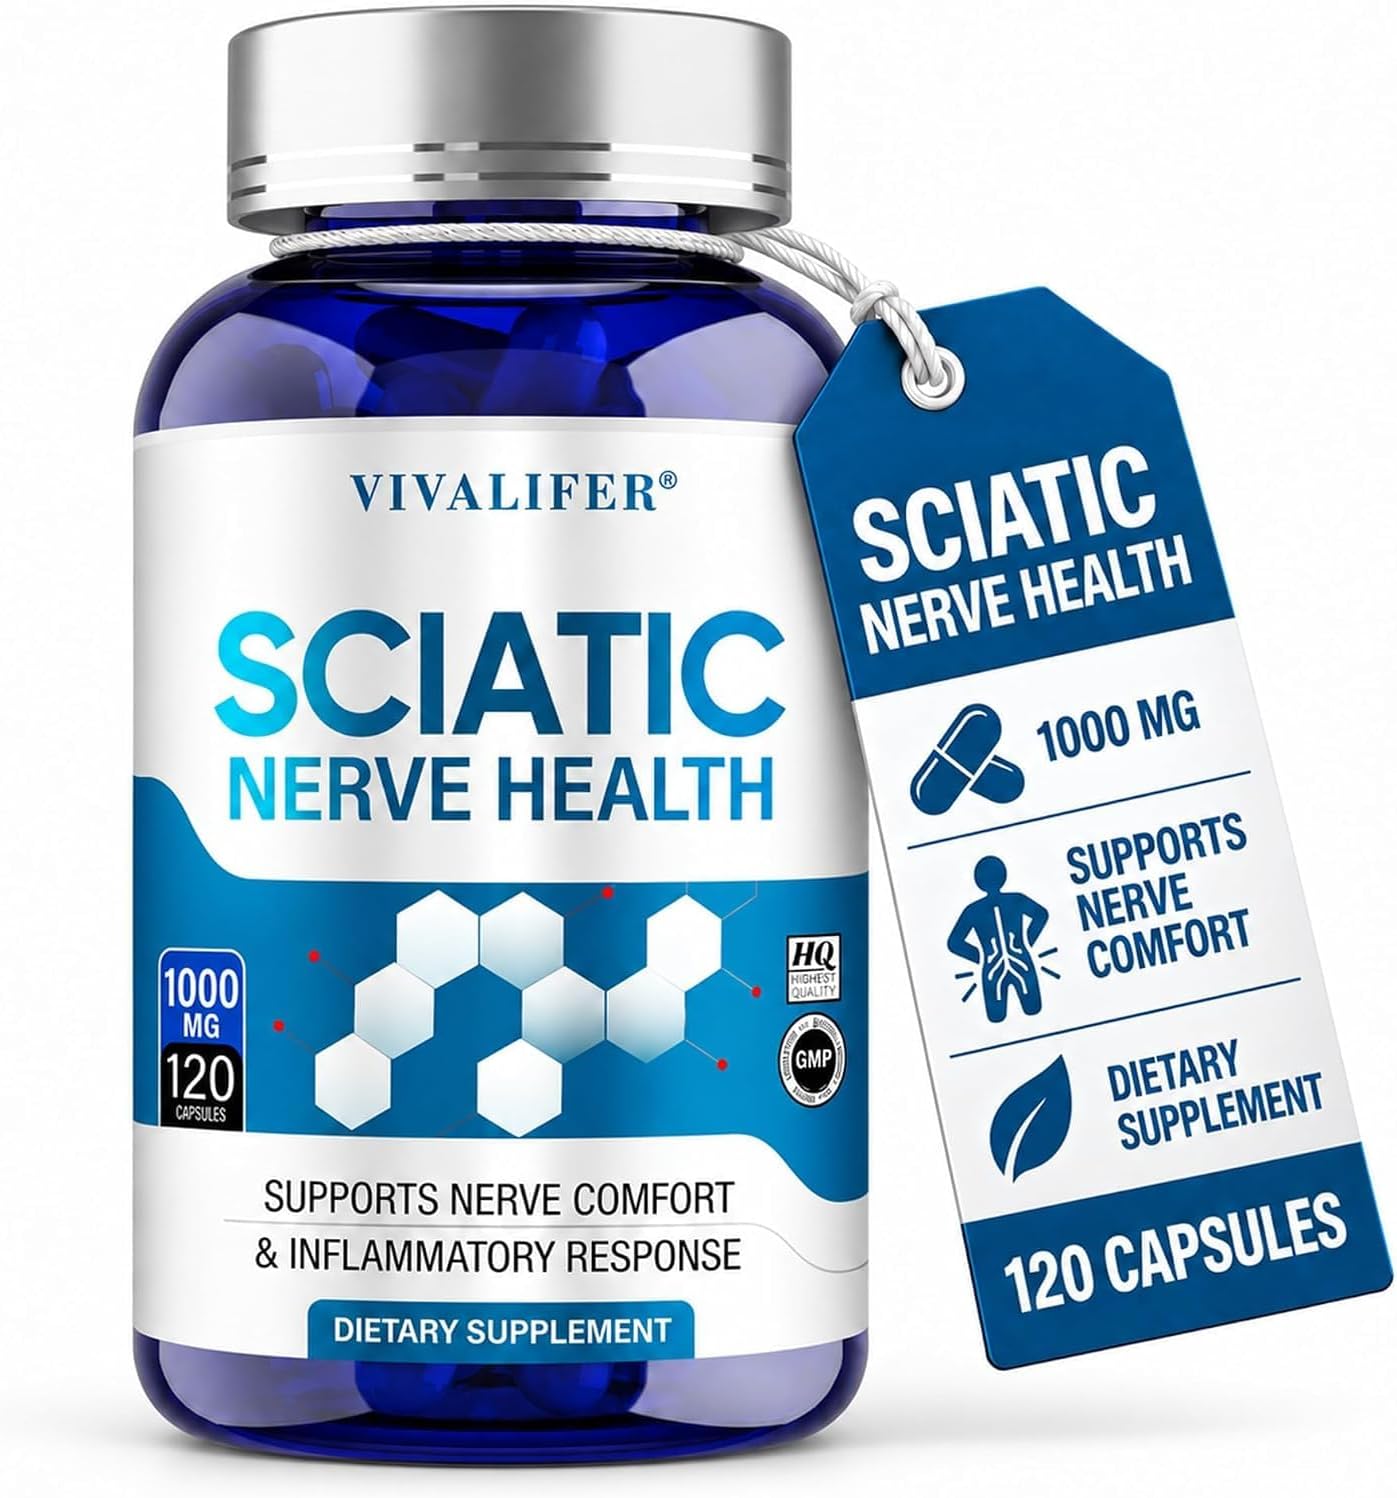 VIVALIFER®
SCIATIC
NERVE HEALTH
1000
MG
120
CAPSULES
HQ
HIGHEST
QUALITY
GMP
SUPPORTS NERVE COMFORT
& INFLAMMATORY RESPONSE
DIETARY SUPPLEMENT
SCIATIC
NERVE HEALTH
1000 MG
SUPPORTS
NERVE
COMFORT
DIETARY
SUPPLEMENT
120 CAPSULES